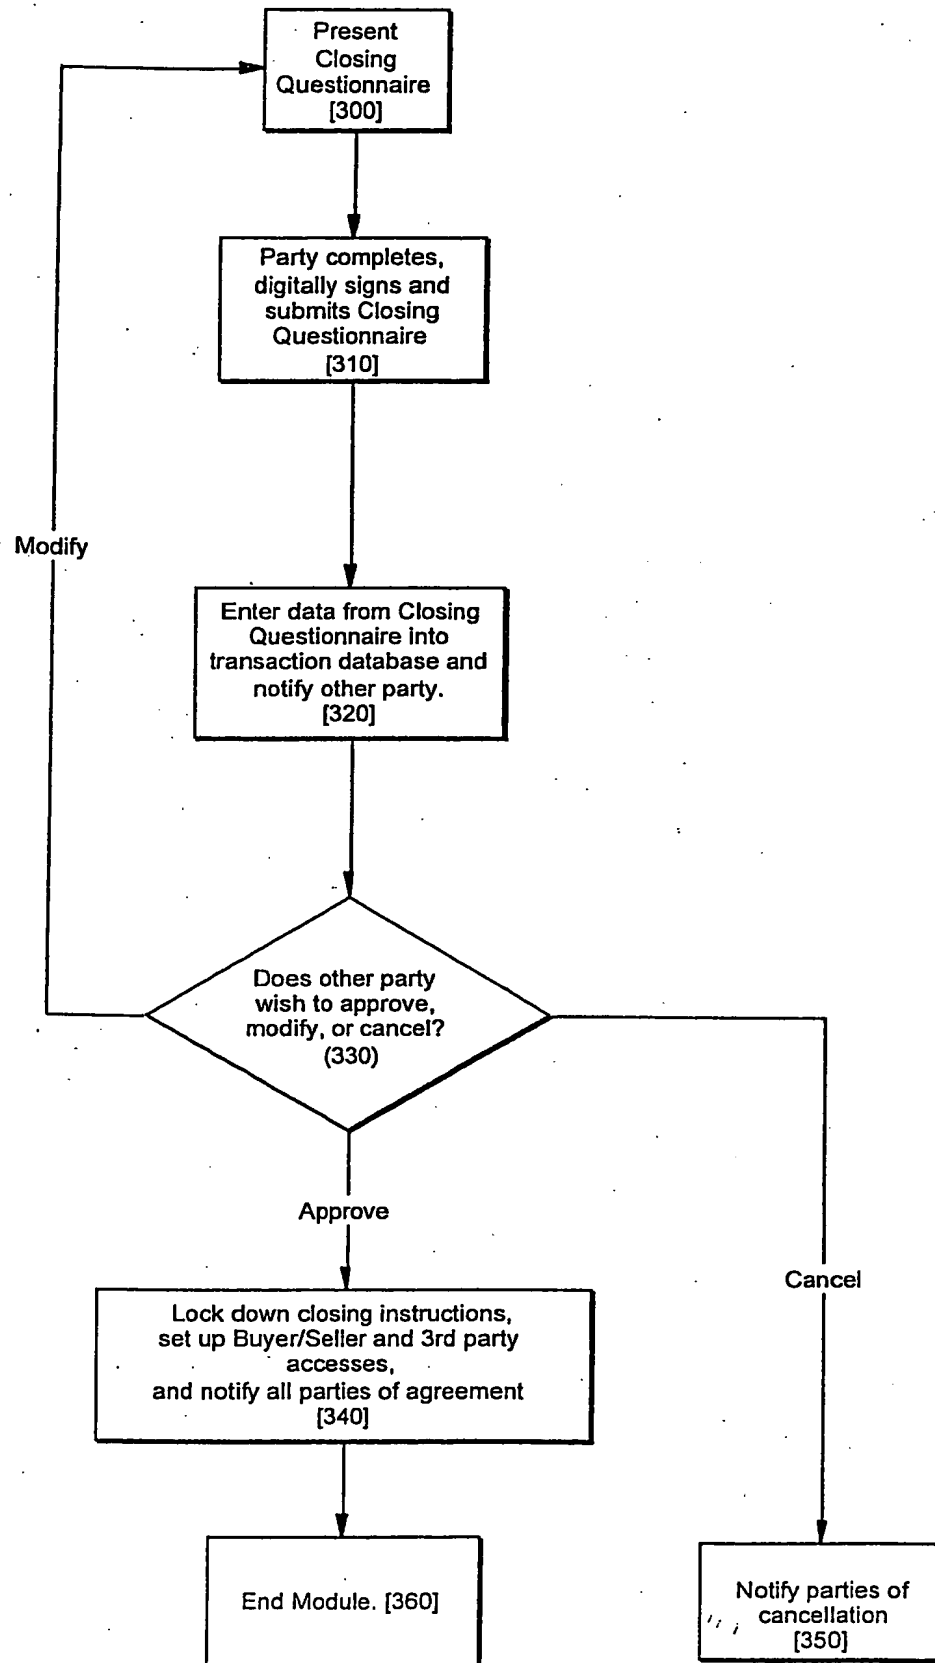 Present
Closing
Questionnaire
[300]
Party completes,
digitally signs and
submits Closing
Questionnaire
[310]
Modify
Enter data from Closing
Questionnaire into
transaction database and
notify other party.
[320]
Does other party
wish to approve,
modify, or cancel?
(330)
Approve
Cancel
Lock down closing instructions,
set up Buyer/Seller and 3rd party
accesses,
and notify all parties of agreement
[340]
End Module. [360]
Notify parties of
cancellation
[350]